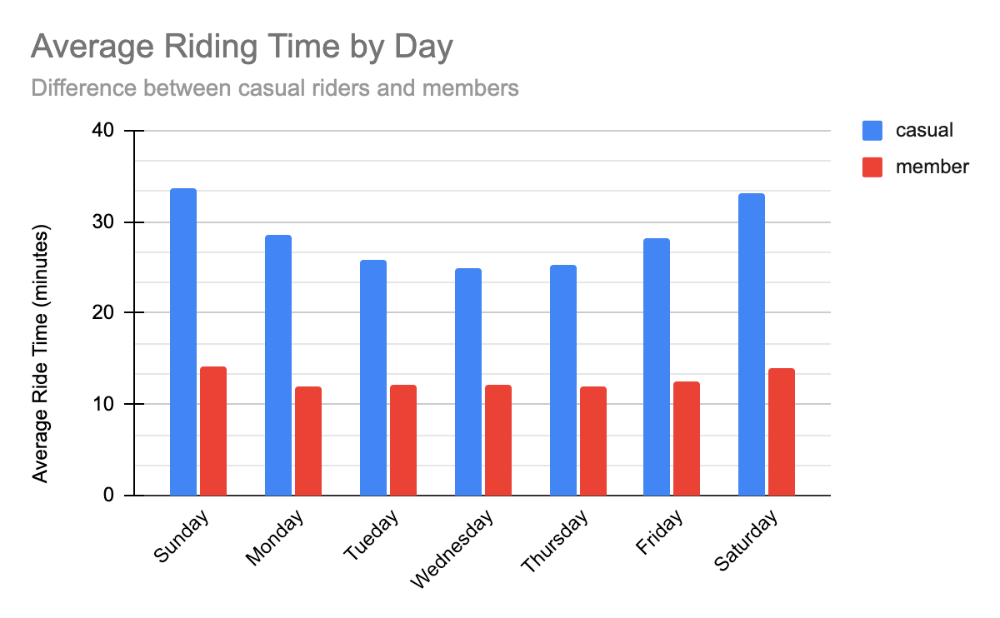 Average Riding Time by Day
Difference between casual riders and members
casual
member
Average Ride Time (minutes)
40
30
20
10
0
Sunday
Monday
Tueday
Wednesday
Thursday
Friday
Saturday